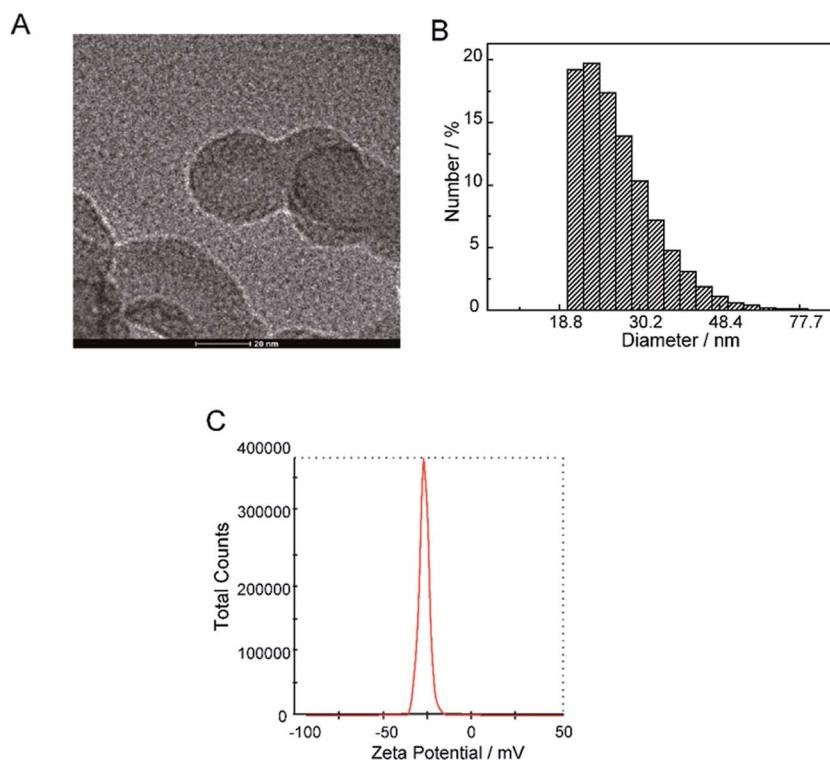 A
20 nm
B
20
15
10
5
0
Number / %
18.8 30.2 48.4 77.7
Diameter / nm
C
400000
300000
200000
100000
0
Total Counts
-100 -50 0 50
Zeta Potential / mV